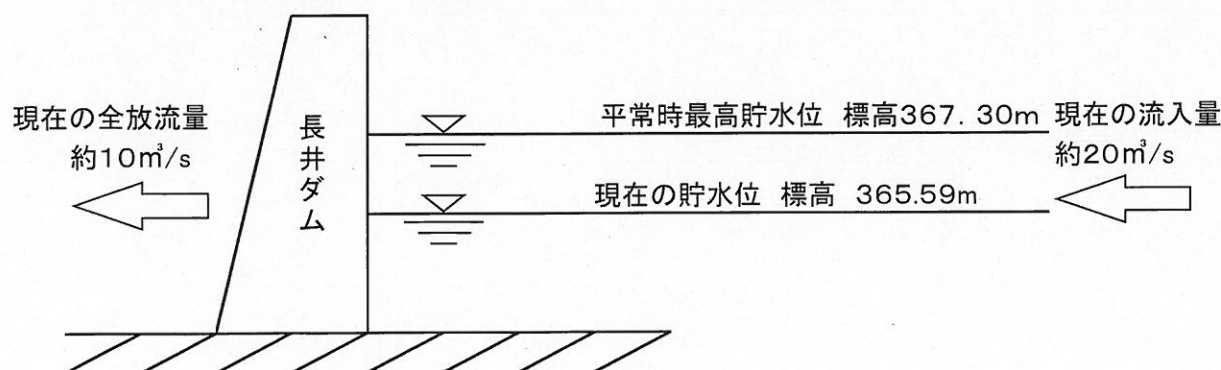 現在の全放流量
約10㎥/s
長井ダム
平常時最高貯水位 標高367.30m
現在の貯水位 標高 365.59m
現在の流入量
約20㎥/s